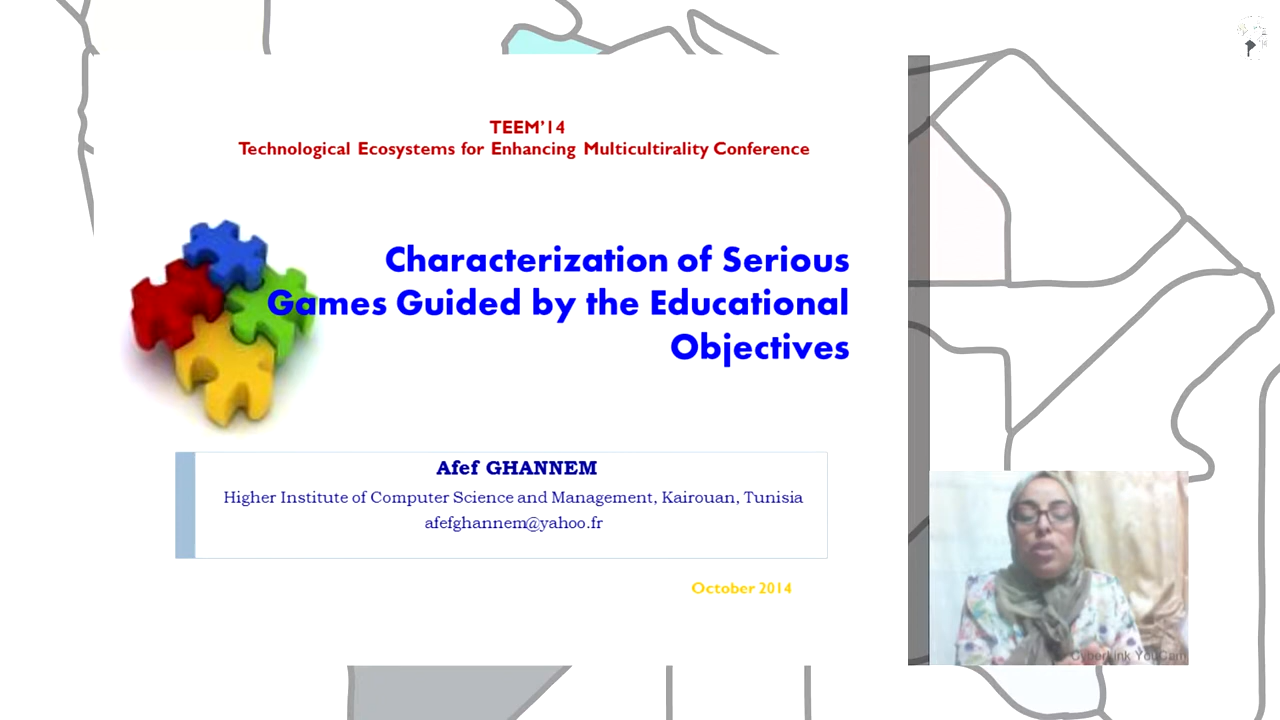 TEEM'14
Technological Ecosystems for Enhancing Multicultirality Conference
Characterization of Serious
Games Guided by the Educational
Objectives
Afef GHANNEM
Higher Institute of Computer Science and Management, Kairouan, Tunisia
afefghannem@yahoo.fr
October 2014
CyberLink YouCam